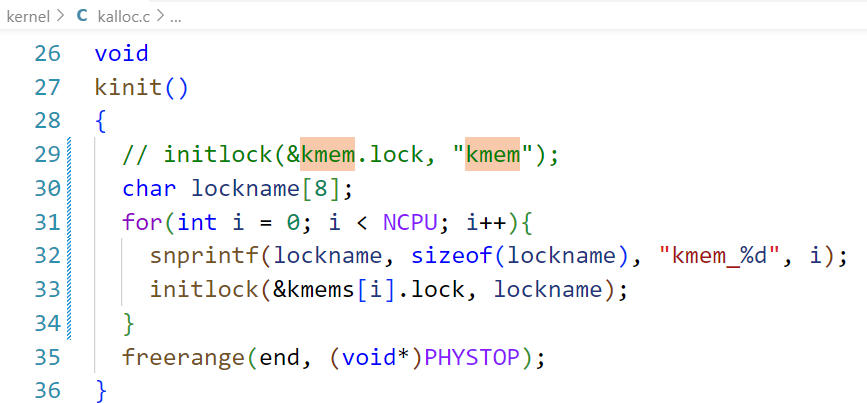 kernel > C kalloc.c > ...
26 void
27 kinit()
28 {
29 // initlock(&kmem.lock, "kmem");
30 char lockname[8];
31 for(int i = 0; i < NCPU; i++){
32 snprintf(lockname, sizeof(lockname), "kmem_%d", i);
33 initlock(&kmems[i].lock, lockname);
34 }
35 freerange(end, (void*)PHYSTOP);
36 }